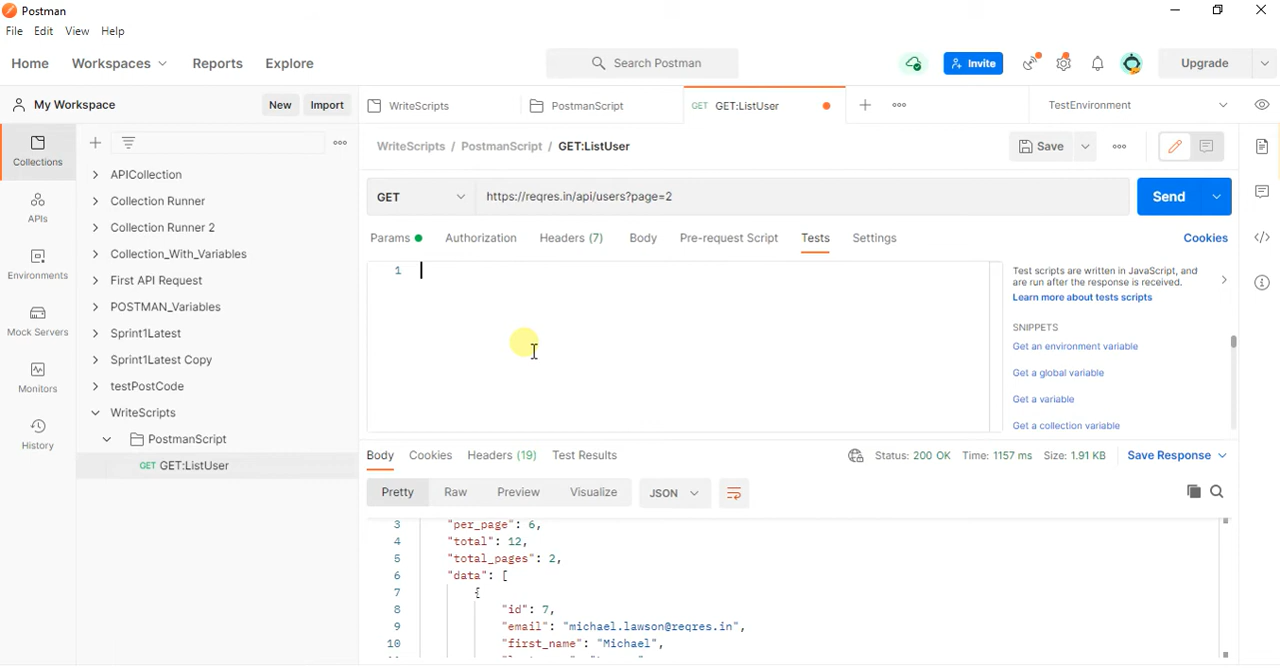 Postman
File Edit View Help
Home Workspaces Reports Explore Search Postman Invite Upgrade
My Workspace New Import WriteScripts PostmanScript GET GET:ListUser TestEnvironment
Collections
APIs
Environments
Mock Servers
Monitors
History
APICollection
Collection Runner
Collection Runner 2
Collection_With_Variables
First API Request
POSTMAN_Variables
Sprint1Latest
Sprint1Latest Copy
testPostCode
WriteScripts
PostmanScript
GET GET:ListUser
WriteScripts / PostmanScript / GET:ListUser Save
GET https://reqres.in/api/users?page=2 Send
Params Authorization Headers (7) Body Pre-request Script Tests Settings Cookies
1
Test scripts are written in JavaScript, and
are run after the response is received.
Learn more about tests scripts
SNIPPETS
Get an environment variable
Get a global variable
Get a variable
Get a collection variable
Body Cookies Headers (19) Test Results Status: 200 OK Time: 1157 ms Size: 1.91 KB Save Response
Pretty Raw Preview Visualize JSON
3 "per_page": 6,
4 "total": 12,
5 "total_pages": 2,
6 "data": [
7 {
8 "id": 7,
9 "email": "michael.lawson@reqres.in",
10 "first_name": "Michael",